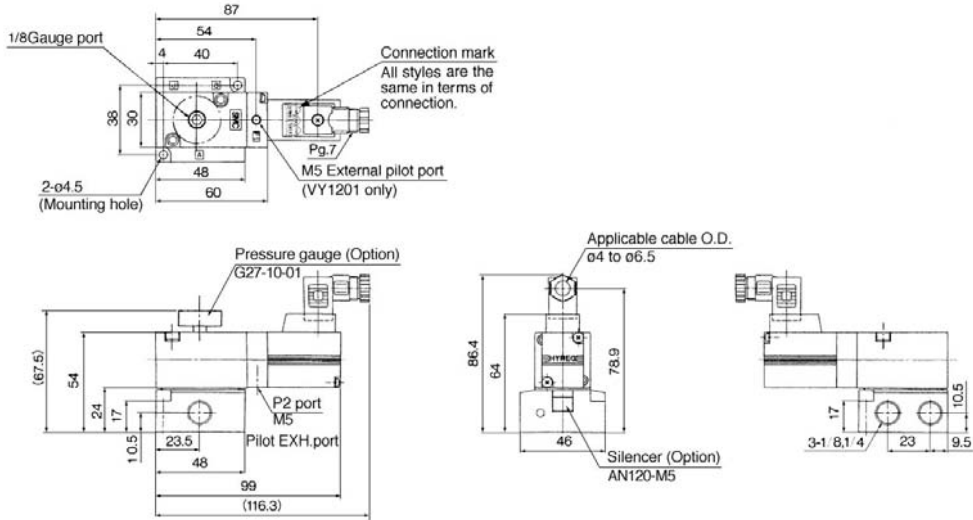 87
54
1/8Gauge port
4
40
Connection mark
All styles are the
same in terms of
connection.
38
30
SMC
A
Pg.7
48
60
M5 External pilot port
(VY1201 only)
2-ø4.5
(Mounting hole)
Pressure gauge (Option)
G27-10-01
(67.5)
54
24
17
10.5
P2 port
M5
Pilot EXH.port
23.5
48
99
(116.3)
Applicable cable O.D.
ø4 to ø6.5
86.4
64
78.9
46
Silencer (Option)
AN120-M5
17
10.5
3-1/8,1/4
23
9.5